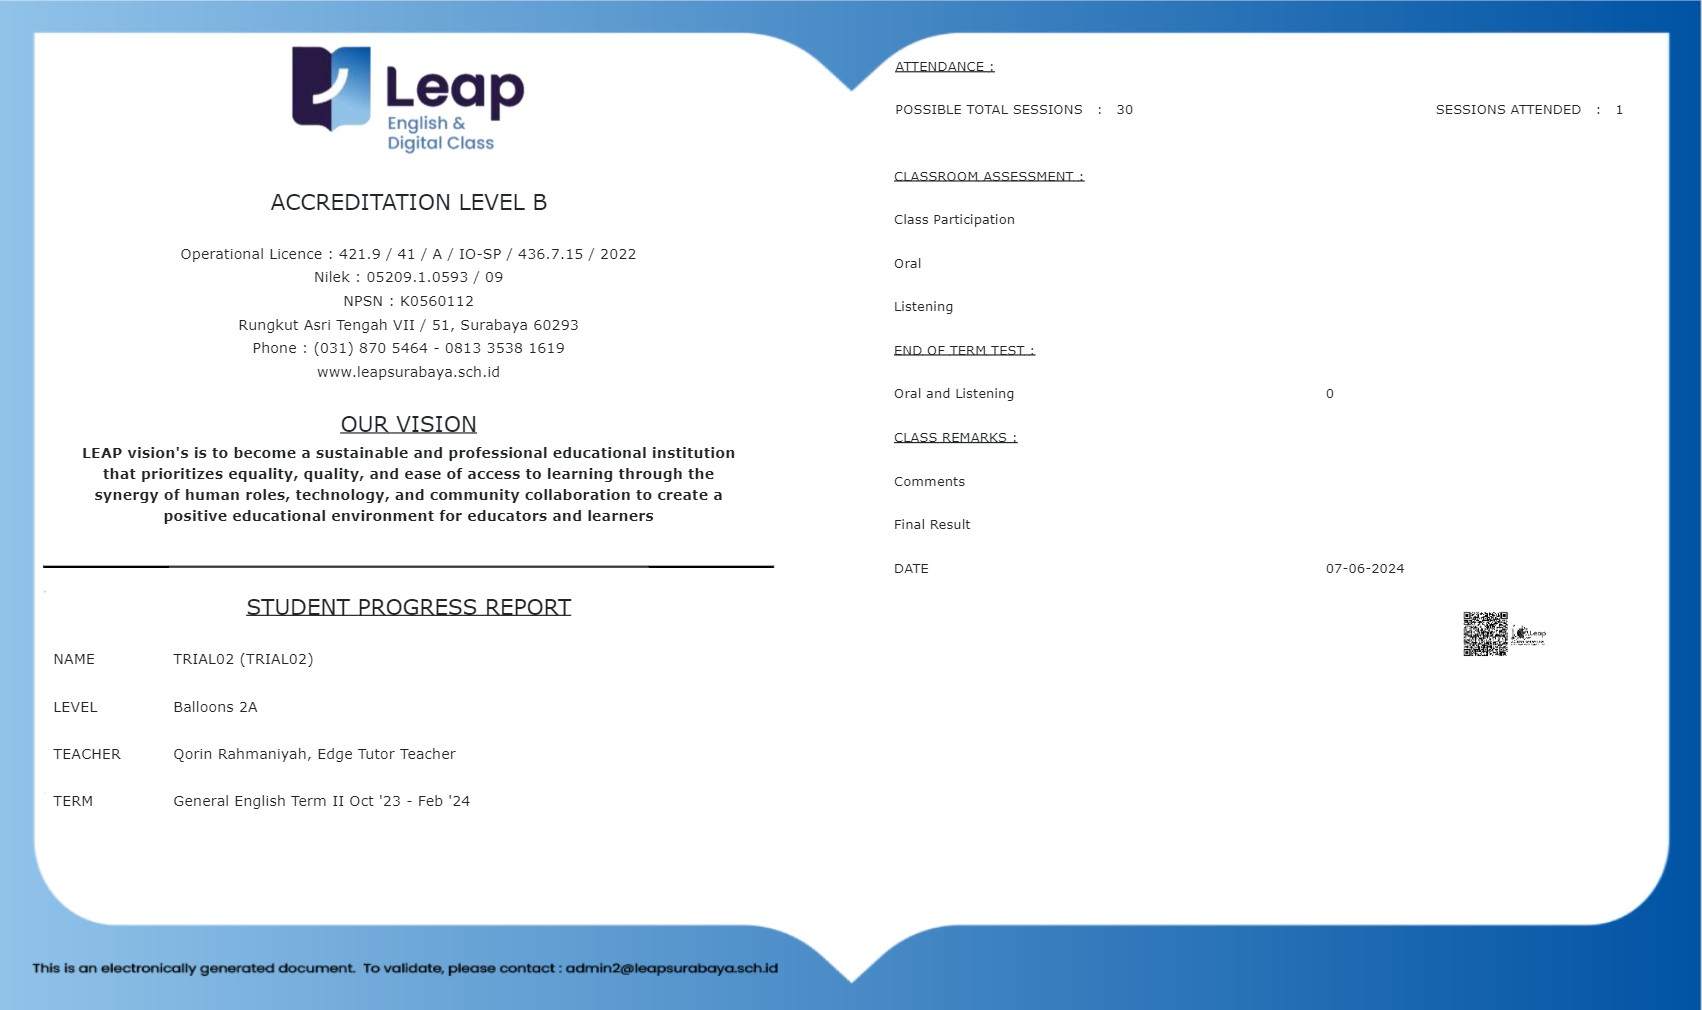 Leap
English &
Digital Class
ACCREDITATION LEVEL B
Operational Licence : 421.9 / 41 / A / IO-SP / 436.7.15 / 2022
Nilek : 05209.1.0593 / 09
NPSN : K0560112
Rungkut Asri Tengah VII / 51, Surabaya 60293
Phone : (031) 870 5464 - 0813 3538 1619
www.leapsurabaya.sch.id
OUR VISION
LEAP vision's is to become a sustainable and professional educational institution
that prioritizes equality, quality, and ease of access to learning through the
synergy of human roles, technology, and community collaboration to create a
positive educational environment for educators and learners
STUDENT PROGRESS REPORT
NAME TRIAL02 (TRIAL02)
LEVEL Balloons 2A
TEACHER Qorin Rahmaniyah, Edge Tutor Teacher
TERM General English Term II Oct '23 - Feb '24
ATTENDANCE :
POSSIBLE TOTAL SESSIONS : 30 SESSIONS ATTENDED : 1
CLASSROOM ASSESSMENT :
Class Participation
Oral
Listening
END OF TERM TEST :
Oral and Listening 0
CLASS REMARKS :
Comments
Final Result
DATE 07-06-2024
Leap
This is an electronically generated document. To validate, please contact : admin2@leapsurabaya.sch.id